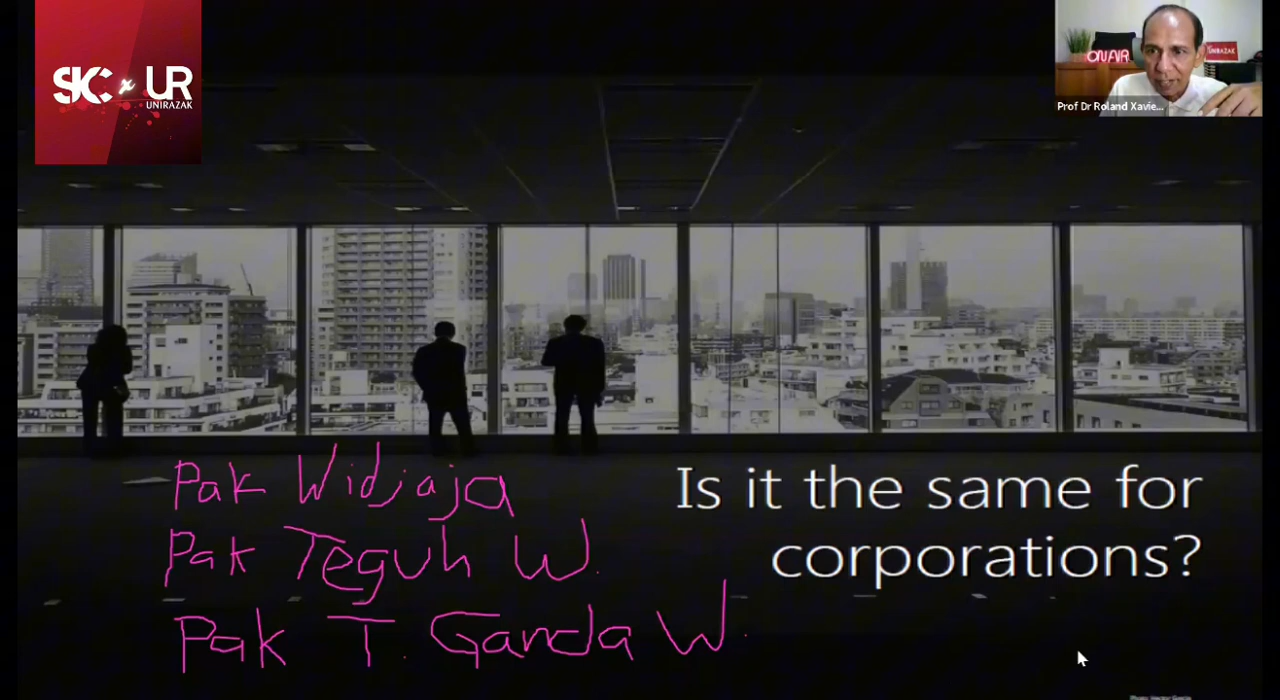 SIC x UR
UNIRAZAK
ON AIR
UNIRAZAK
Prof Dr Roland Xavie...
Pak Widjaja
Pak Teguh W.
Pak T. Ganda W.
Is it the same for
corporations?